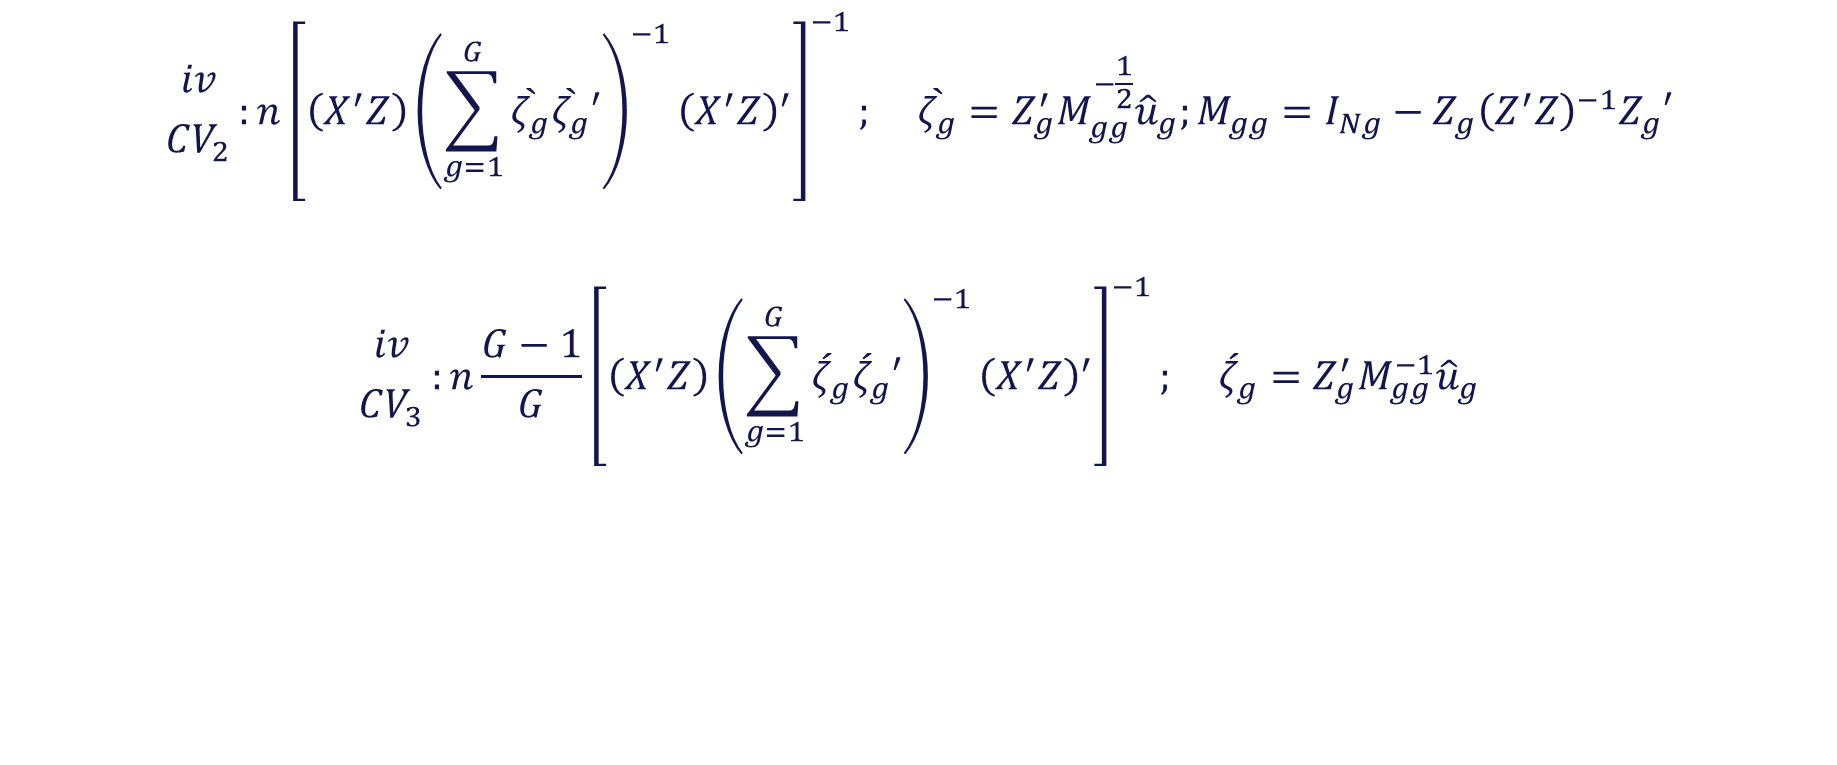 iv CV₂ : n [(X′Z) (∑_{g=1}^{G} ζ̀_g ζ̀_g′)^{−1} (X′Z)′]^{−1} ; ζ̀_g = Z′_g M_{gg}^{−1/2} û_g; M_{gg} = I_{Ng} − Z_g(Z′Z)^{−1}Z_g′
iv CV₃ : n (G − 1)/G [(X′Z) (∑_{g=1}^{G} ζ́_g ζ́_g′)^{−1} (X′Z)′]^{−1} ; ζ́_g = Z′_g M_{gg}^{−1} û_g